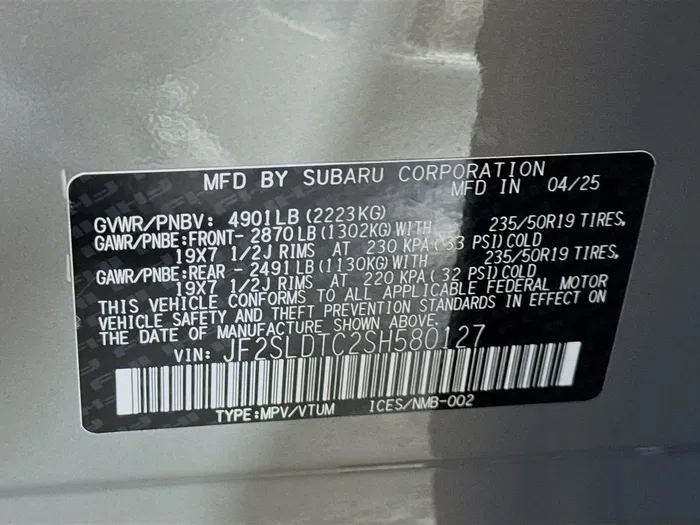 MFD BY SUBARU CORPORATION
MFD IN 04/25
GVWR/PNBV: 4901LB(2223KG)
GAWR/PNBE:FRONT-2870LB(1302KG)WITH 235/50R19 TIRES,
19X7 1/2J RIMS AT 230 KPA(33 PSI)COLD
GAWR/PNBE:REAR -2491LB(1130KG)WITH 235/50R19 TIRES,
19X7 1/2J RIMS AT 220 KPA(32 PSI)COLD
THIS VEHICLE CONFORMS TO ALL APPLICABLE FEDERAL MOTOR
VEHICLE SAFETY AND THEFT PREVENTION STANDARDS IN EFFECT ON
THE DATE OF MANUFACTURE SHOWN ABOVE.
VIN: JF2SLDTC2SH580127
TYPE:MPV/VTUM ICES/NMB-002